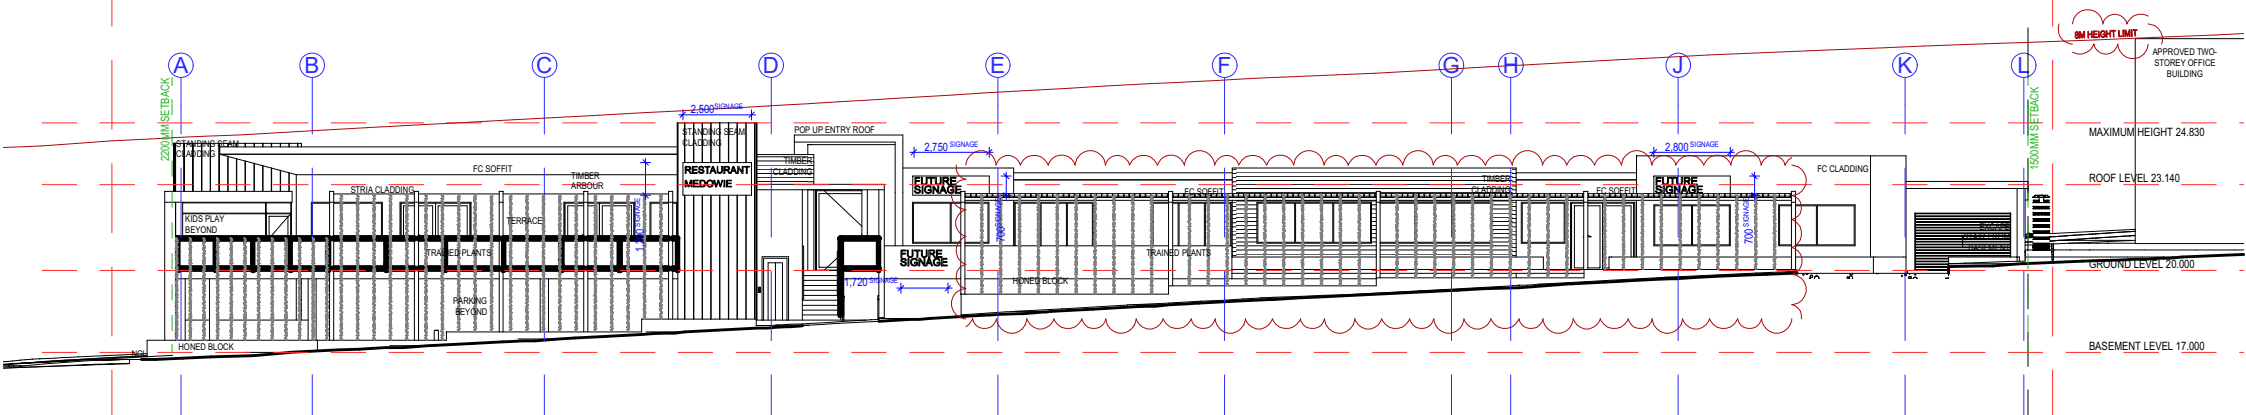 8M HEIGHT LIMIT
APPROVED TWO-
STOREY OFFICE
BUILDING
A
B
C
D
E
F
G
H
J
K
L
2200MM SETBACK
1500MM SETBACK
MAXIMUM HEIGHT 24.830
ROOF LEVEL 23.140
GROUND LEVEL 20.000
BASEMENT LEVEL 17.000
2,500 SIGNAGE
STANDING SEAM
CLADDING
STANDING SEAM
CLADDING
POP UP ENTRY ROOF
2,750 SIGNAGE
2,800 SIGNAGE
FC SOFFIT
TIMBER
ARBOUR
STRIA CLADDING
RESTAURANT
MEDOWIE
TIMBER
CLADDING
FUTURE
SIGNAGE
FC SOFFIT
TIMBER
CLADDING
FC SOFFIT
FUTURE
SIGNAGE
FC CLADDING
KIDS PLAY
BEYOND
TERRACE
700 SIGNAGE
700 SIGNAGE
TRAINED PLANTS
FUTURE
SIGNAGE
TRAINED PLANTS
1,720 SIGNAGE
HONED BLOCK
PARKING
BEYOND
NGL
HONED BLOCK